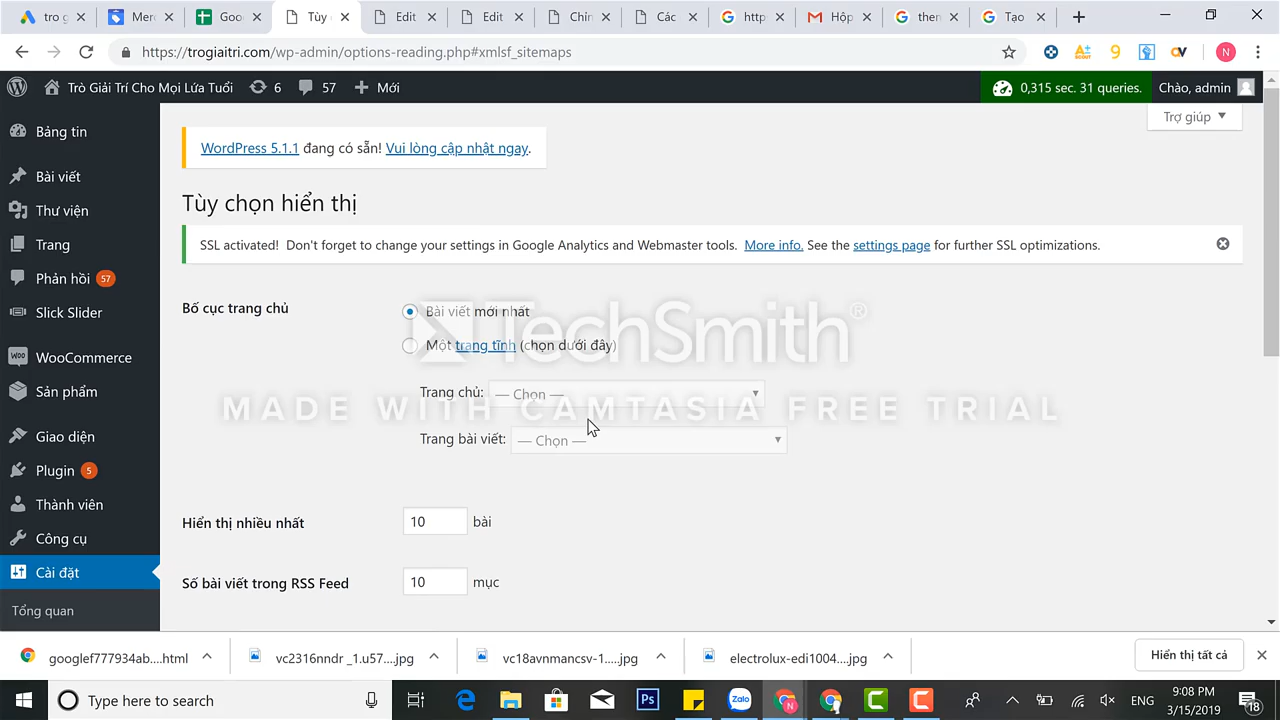 tro g
Mero
Goo
Tùy c
Edit
Edit
Chỉn
Các
http
Hộp
then
Tạo
https://trogiaitri.com/wp-admin/options-reading.php#xmlsf_sitemaps
N
Trò Giải Trí Cho Mọi Lứa Tuổi
6
57
Mới
0,315 sec. 31 queries.
Chào, admin
Trợ giúp
Bảng tin
Bài viết
Thư viện
Trang
Phản hồi 57
Slick Slider
WooCommerce
Sản phẩm
Giao diện
Plugin 5
Thành viên
Công cụ
Cài đặt
Tổng quan
WordPress 5.1.1 đang có sẵn! Vui lòng cập nhật ngay.
Tùy chọn hiển thị
SSL activated! Don't forget to change your settings in Google Analytics and Webmaster tools. More info. See the settings page for further SSL optimizations.
Bố cục trang chủ
Bài viết mới nhất
Một trang tĩnh (chọn dưới đây)
Trang chủ: — Chọn —
Trang bài viết: — Chọn —
TechSmith®
MADE WITH CAMTASIA FREE TRIAL
Hiển thị nhiều nhất 10 bài
Số bài viết trong RSS Feed 10 mục
googlef777934ab....html
vc2316nndr _1.u57....jpg
vc18avnmancsv-1.....jpg
electrolux-edi1004....jpg
Hiển thị tất cả
Type here to search
ENG
9:08 PM
3/15/2019
18